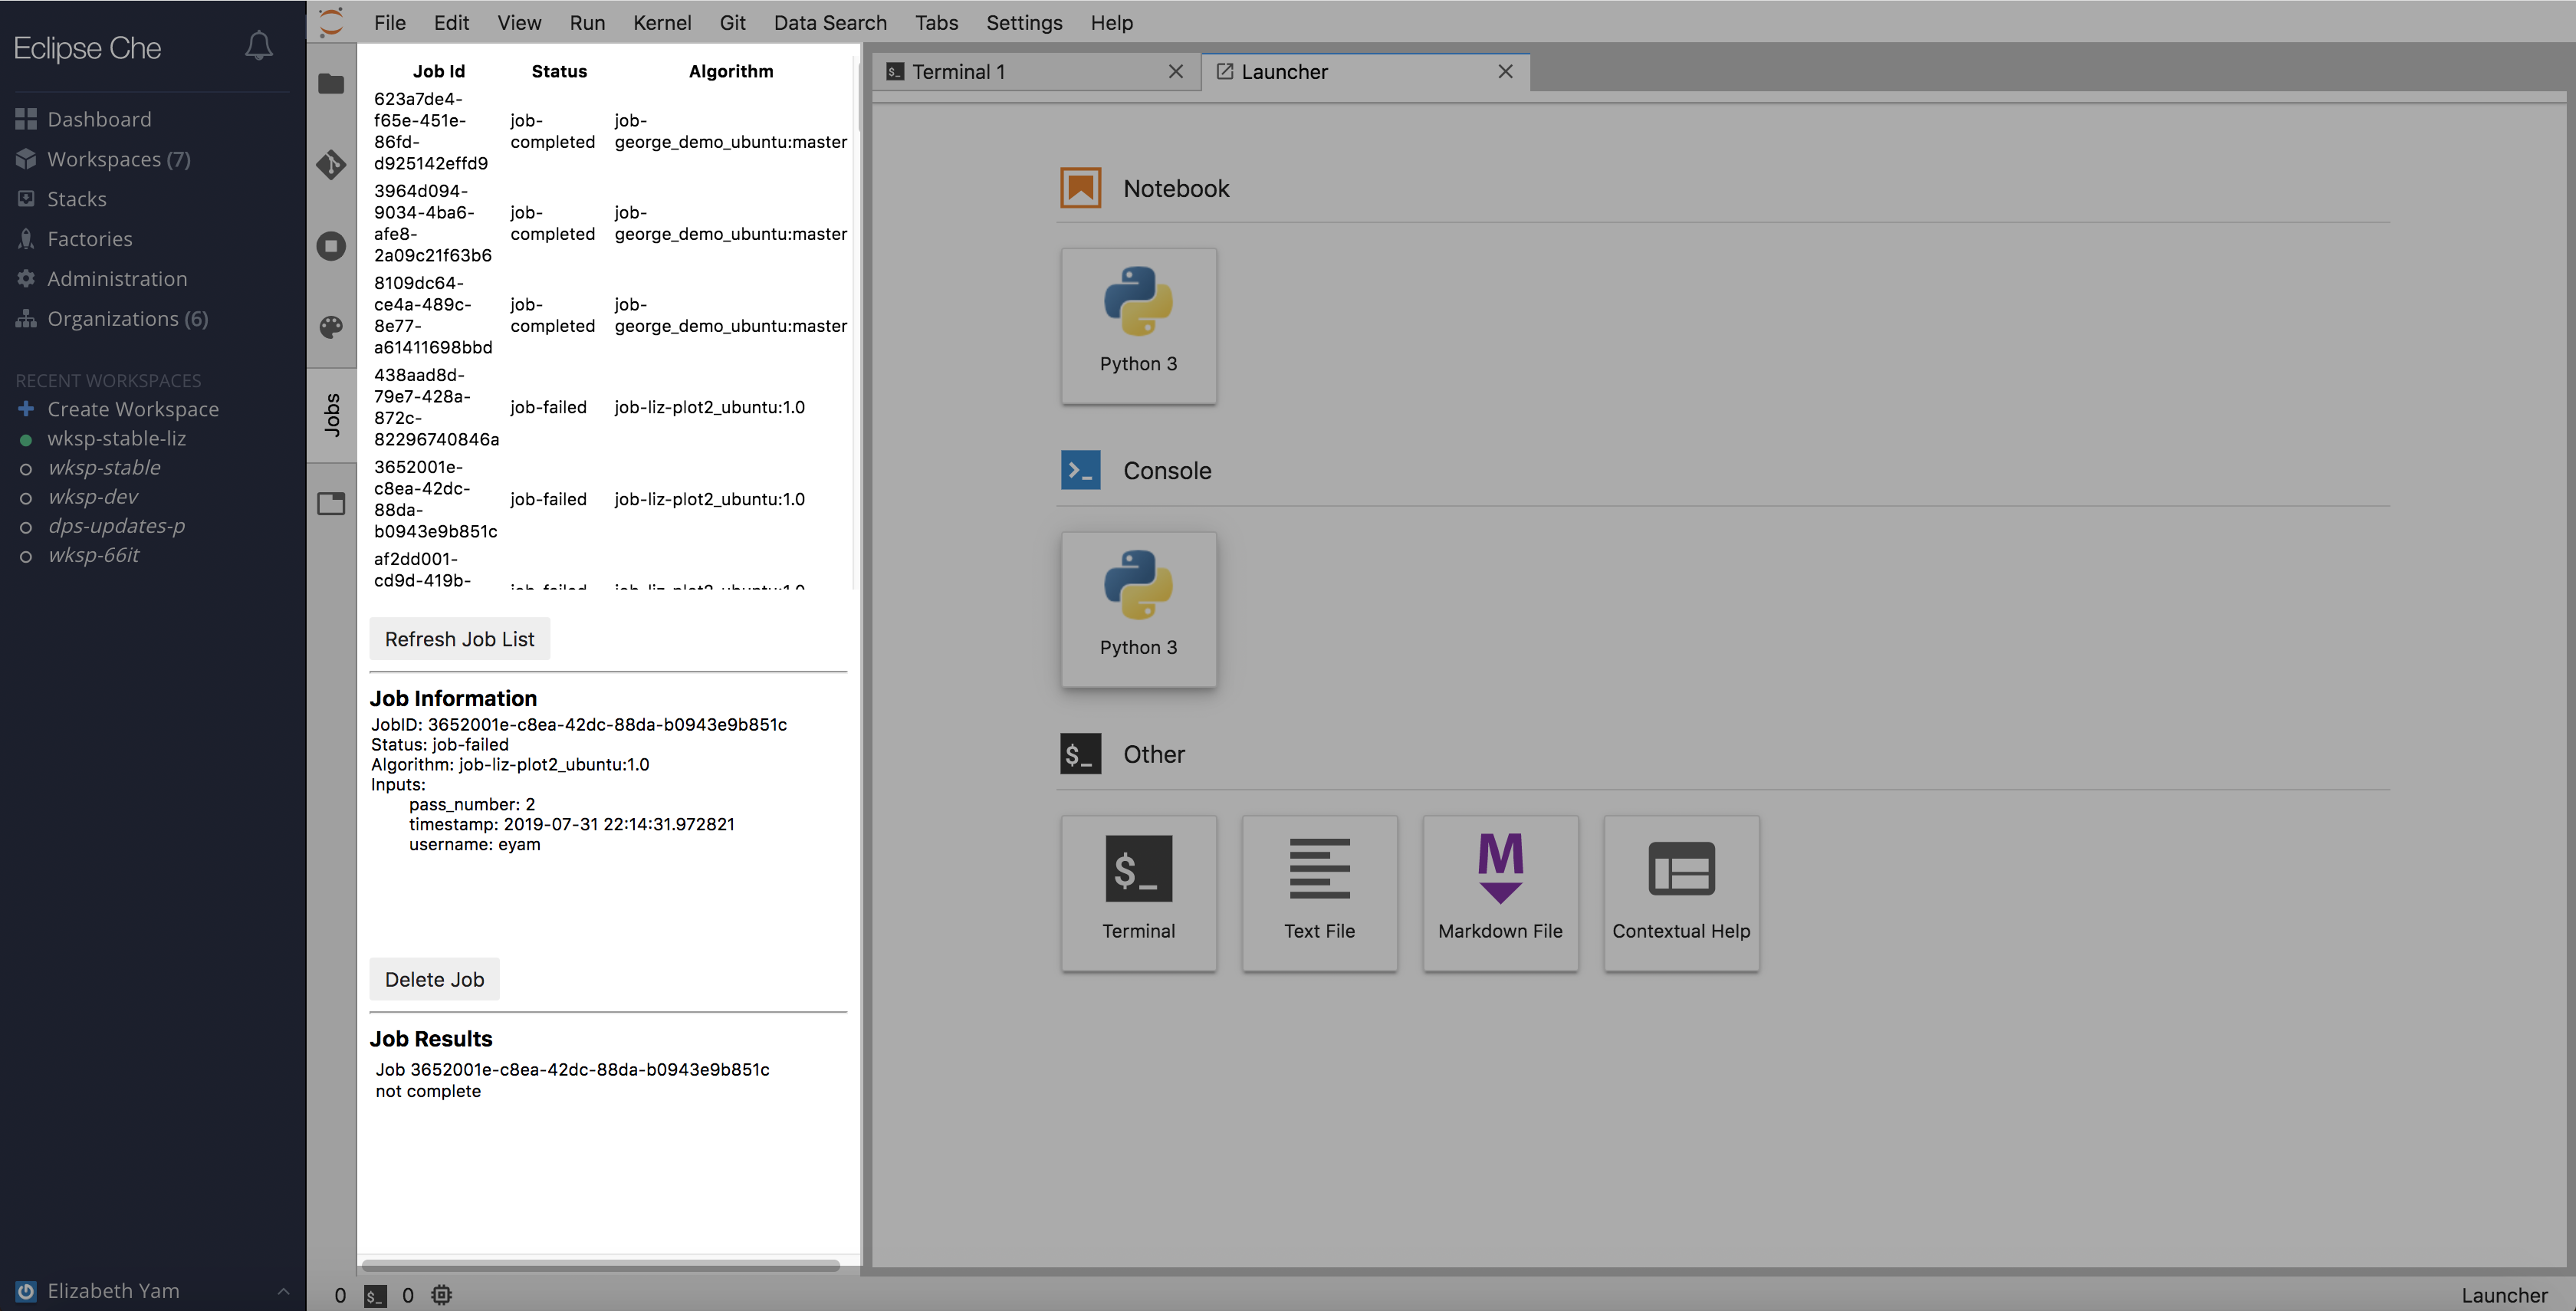 Eclipse Che
Dashboard
Workspaces (7)
Stacks
Factories
Administration
Organizations (6)
RECENT WORKSPACES
Create Workspace
wksp-stable-liz
wksp-stable
wksp-dev
dps-updates-p
wksp-66it
Elizabeth Yam
File Edit View Run Kernel Git Data Search Tabs Settings Help
Jobs
Job Id Status Algorithm
623a7de4-
f65e-451e- job- job-
86fd- completed george_demo_ubuntu:master
d925142effd9
3964d094-
9034-4ba6- job- job-
afe8- completed george_demo_ubuntu:master
2a09c21f63b6
8109dc64-
ce4a-489c- job- job-
8e77- completed george_demo_ubuntu:master
a61411698bbd
438aad8d-
79e7-428a-
872c- job-failed job-liz-plot2_ubuntu:1.0
82296740846a
3652001e-
c8ea-42dc-
88da- job-failed job-liz-plot2_ubuntu:1.0
b0943e9b851c
af2dd001-
cd9d-419b-
job-failed job-liz-plot2_ubuntu:1.0
Refresh Job List
Job Information
JobID: 3652001e-c8ea-42dc-88da-b0943e9b851c
Status: job-failed
Algorithm: job-liz-plot2_ubuntu:1.0
Inputs:
pass_number: 2
timestamp: 2019-07-31 22:14:31.972821
username: eyam
Delete Job
Job Results
Job 3652001e-c8ea-42dc-88da-b0943e9b851c
not complete
Terminal 1 Launcher
Notebook
Python 3
Console
Python 3
$_ Other
$_
M
Terminal Text File Markdown File Contextual Help
0 $_ 0
Launcher